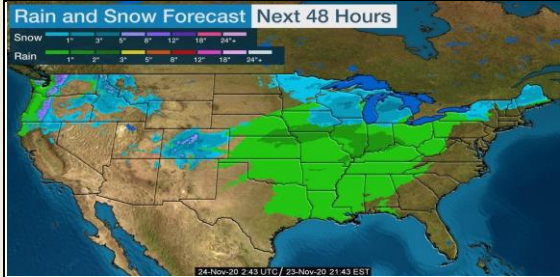 Rain and Snow Forecast Next 48 Hours
Snow
1" 2" 3" 5" 8" 12" 18" 24"+
Rain
1" 2" 3" 5" 8" 12" 18" 24"+
24-Nov-20 2:43 UTC/ 23-Nov-20 21:43 EST